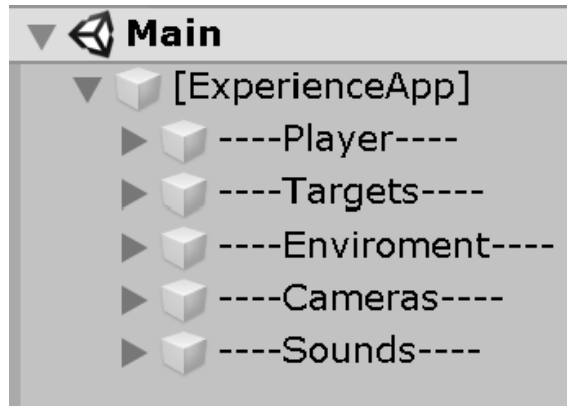 Main
[ExperienceApp]
----Player----
----Targets----
----Enviroment----
----Cameras----
----Sounds----